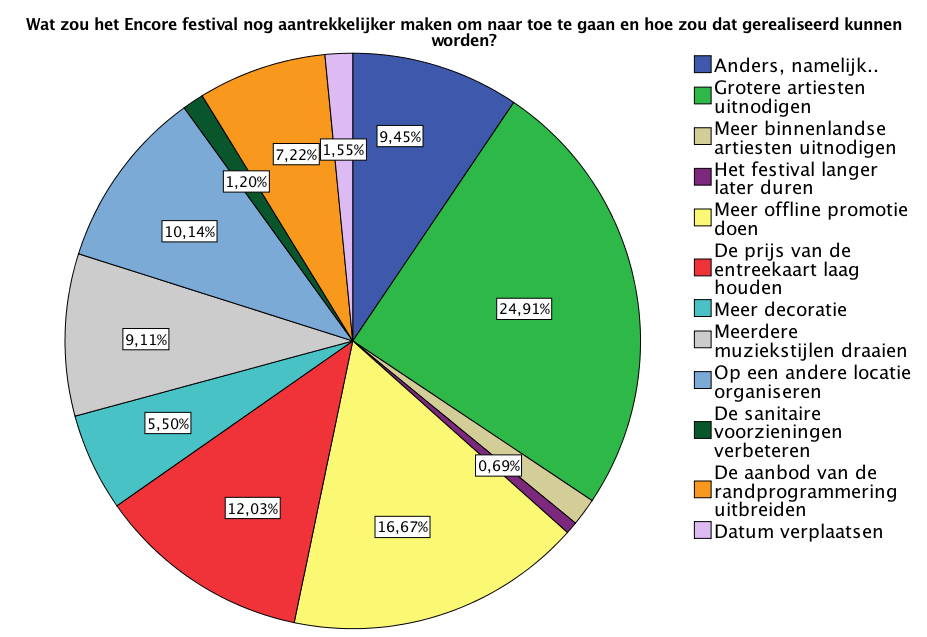 Wat zou het Encore festival nog aantrekkelijker maken om naar toe te gaan en hoe zou dat gerealiseerd kunnen
worden?
Anders, namelijk..
Grotere artiesten
uitnodigen
Meer binnenlandse
artiesten uitnodigen
Het festival langer
later duren
Meer offline promotie
doen
De prijs van de
entreekaart laag
houden
Meer decoratie
Meerdere
muziekstijlen draaien
Op een andere locatie
organiseren
De sanitaire
voorzieningen
verbeteren
De aanbod van de
randprogrammering
uitbreiden
Datum verplaatsen
9,45%
24,91%
0,69%
16,67%
12,03%
5,50%
9,11%
10,14%
1,20%
7,22%
1,55%